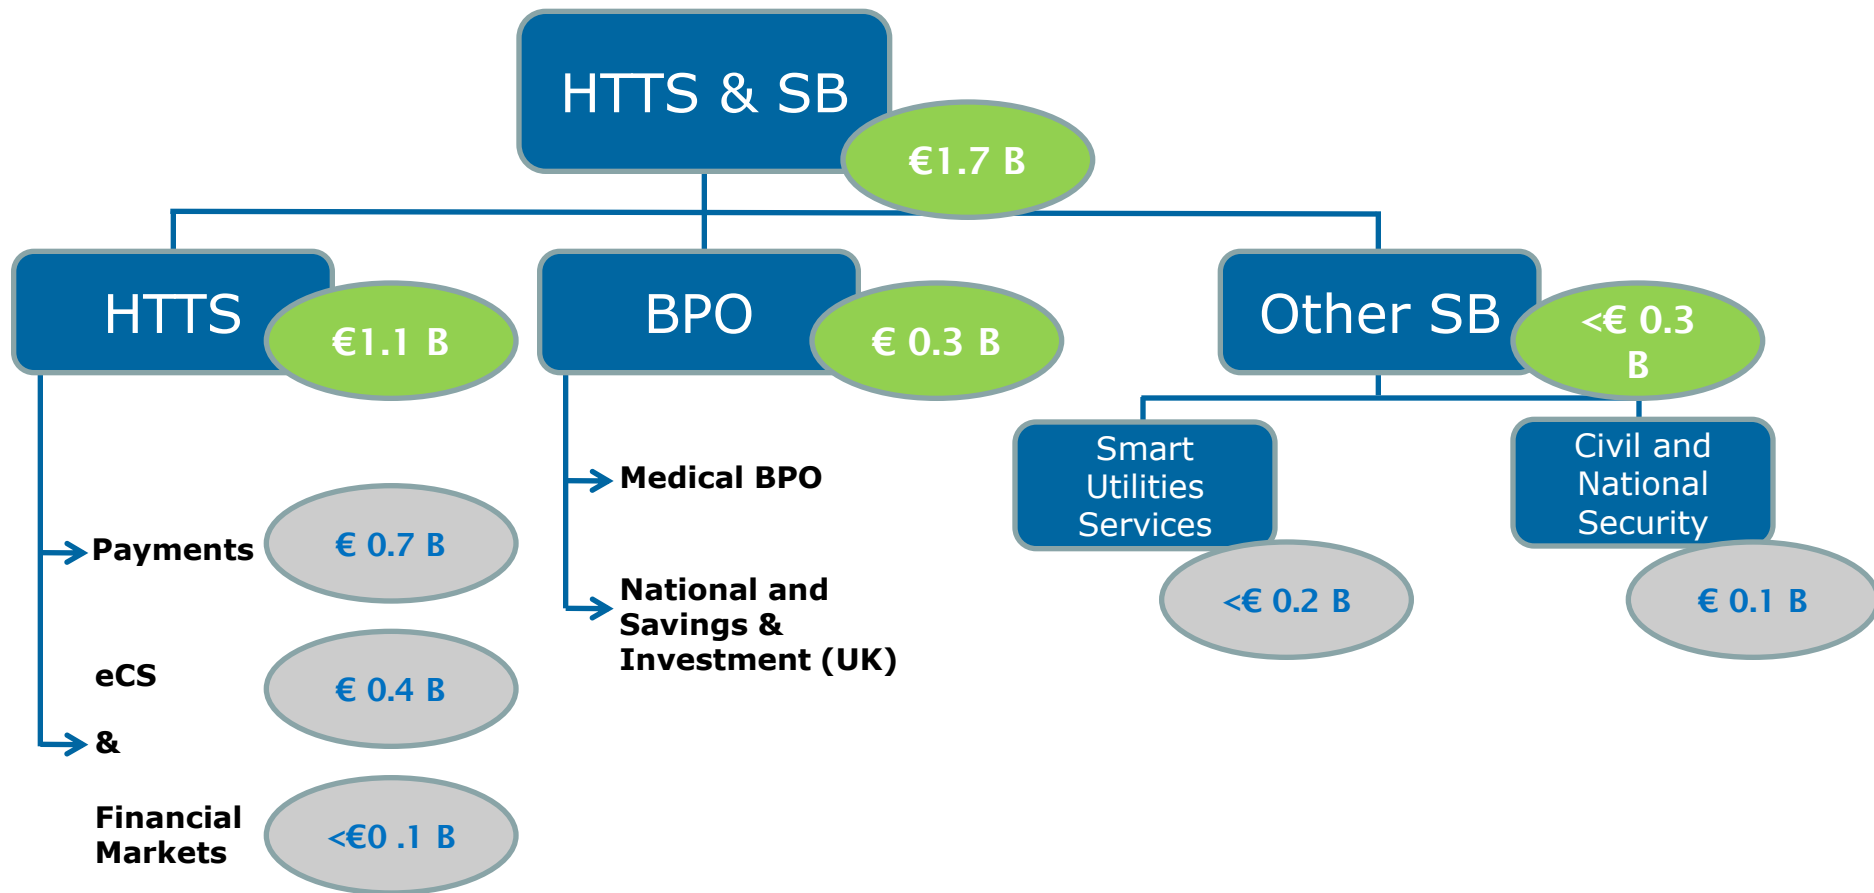 HTTS & SB
€1.7 B
HTTS
€1.1 B
BPO
€ 0.3 B
Other SB
<€ 0.3
B
Payments
€ 0.7 B
eCS
€ 0.4 B
&
Financial
Markets
<€0 .1 B
Medical BPO
National and
Savings &
Investment (UK)
Smart
Utilities
Services
<€ 0.2 B
Civil and
National
Security
€ 0.1 B